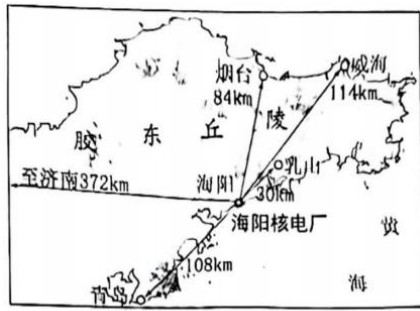 烟台
84km
威海
114km
胶东丘陵
乳山
30km
海阳
至济南372km
海阳核电厂
108km
青岛
黄海